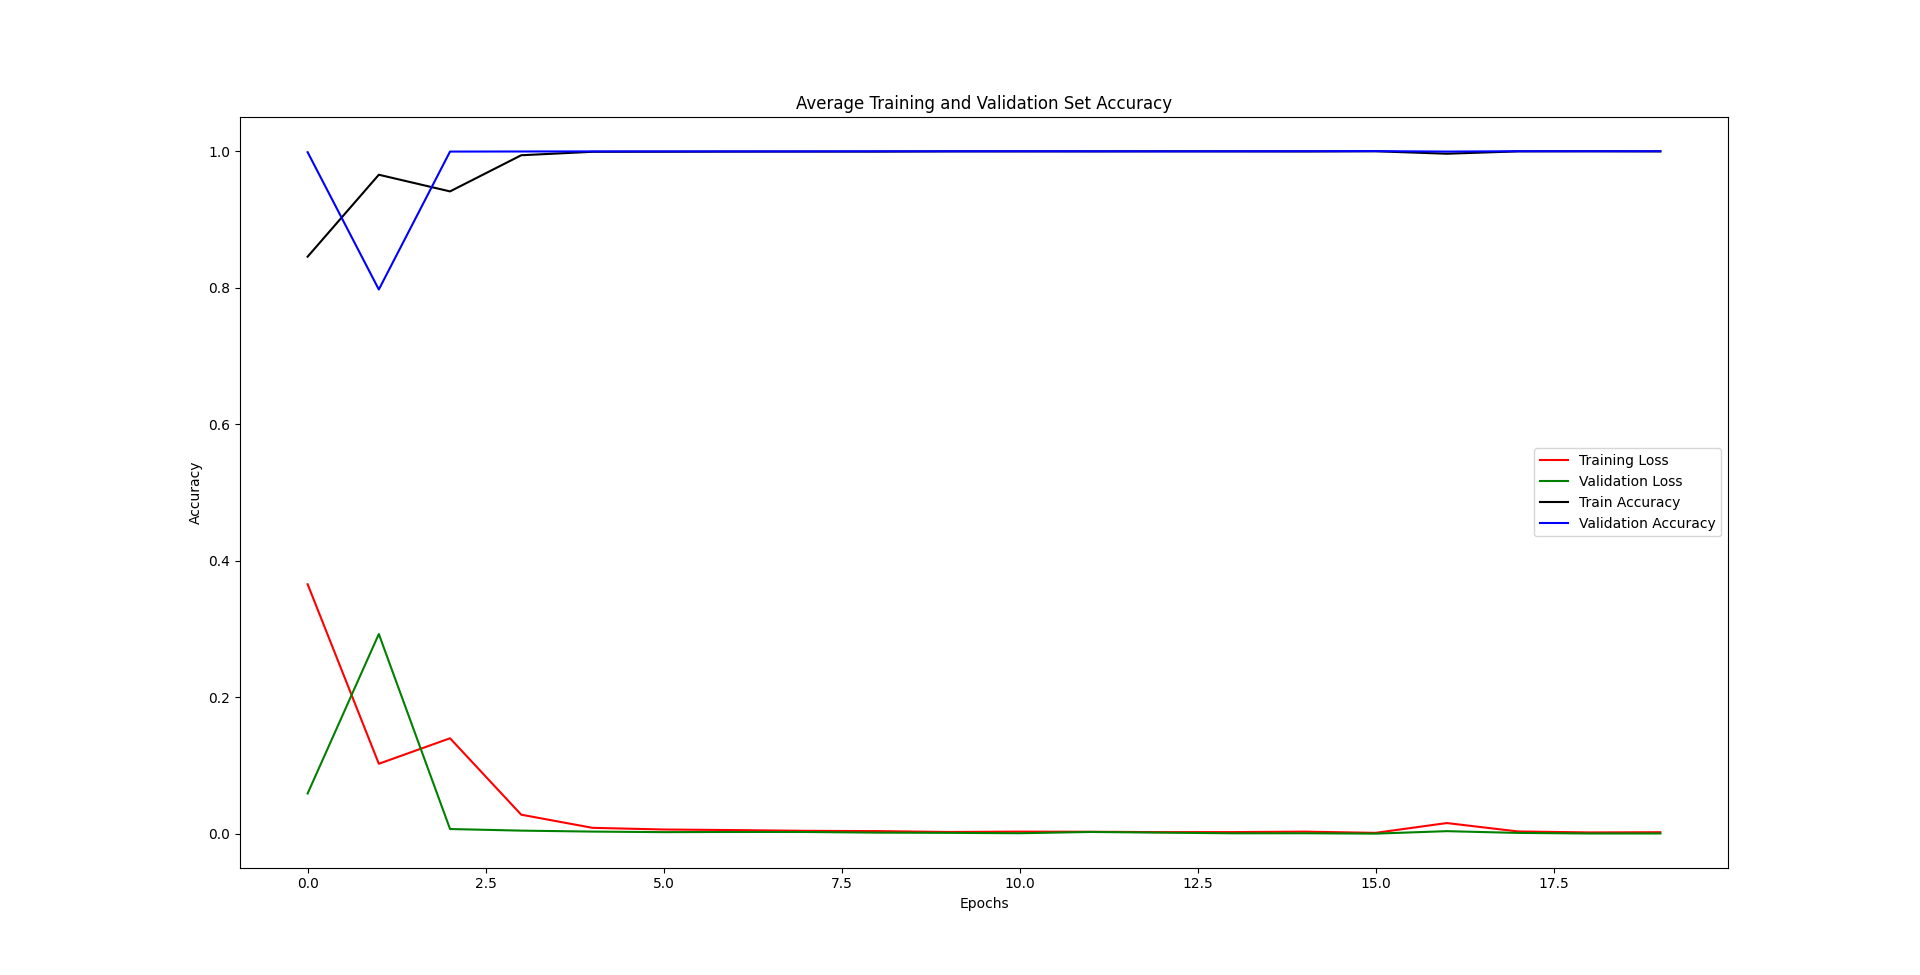 Average Training and Validation Set Accuracy
1.0
0.8
0.6
0.4
0.2
0.0
Accuracy
Training Loss
Validation Loss
Train Accuracy
Validation Accuracy
0.0 2.5 5.0 7.5 10.0 12.5 15.0 17.5
Epochs